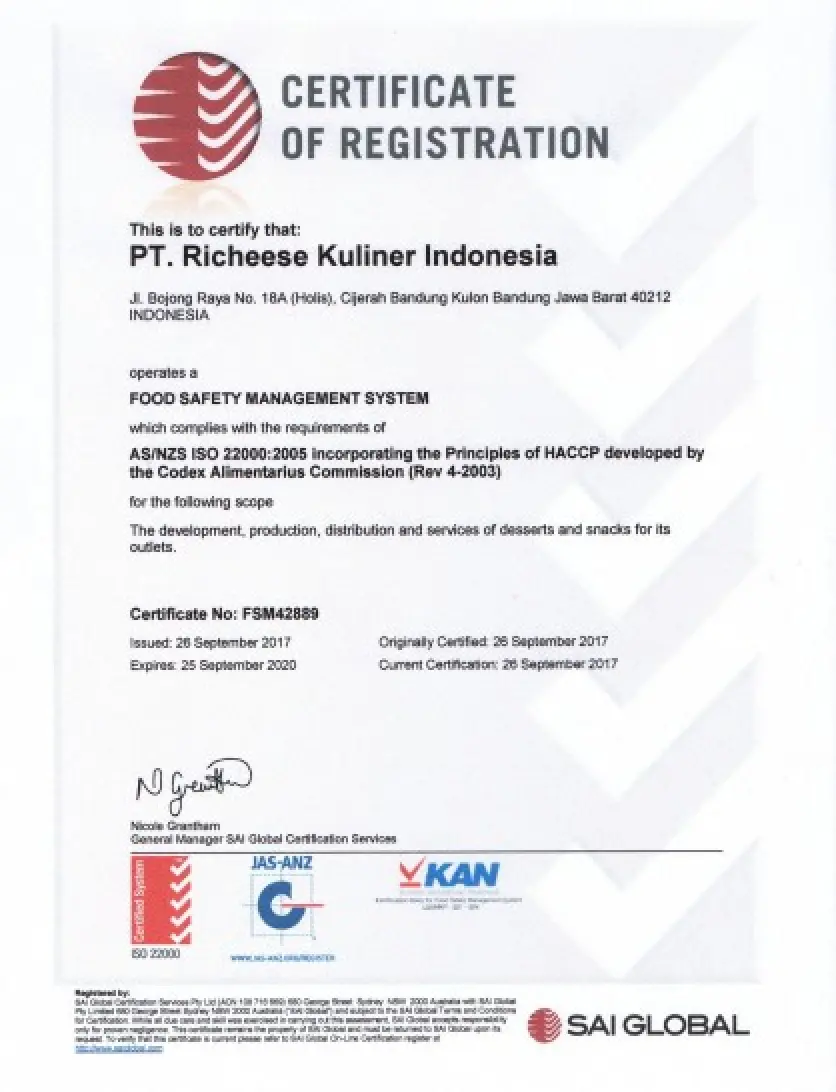 CERTIFICATE
OF REGISTRATION
This is to certify that:
PT. Richeese Kuliner Indonesia
Jl. Bojong Raya No. 18A (Holis), Cijerah Bandung Kulon Bandung Jawa Barat 40212
INDONESIA
operates a
FOOD SAFETY MANAGEMENT SYSTEM
which complies with the requirements of
AS/NZS ISO 22000:2005 incorporating the Principles of HACCP developed by
the Codex Alimentarius Commission (Rev 4-2003)
for the following scope
The development, production, distribution and services of desserts and snacks for its
outlets.
Certificate No: FSM42889
Issued: 26 September 2017
Originally Certified: 26 September 2017
Expires: 25 September 2020
Current Certification: 26 September 2017
N Grantham
Nicole Grantham
General Manager SAI Global Certification Services
Certified System
ISO 22000
JAS-ANZ
WWW.JAS-ANZ.ORG/REGISTER
KAN
Registered by:
SAI Global Certification Services Pty Ltd (ACN 108 716 669) 680 George Street Sydney NSW 2000 Australia with SAI Global
Pty Limited 680 George Street Sydney NSW 2000 Australia ("SAI Global") and subject to the SAI Global Terms and Conditions
for Certification. While all due care and skill was exercised in carrying out this assessment, SAI Global accepts responsibility
only for proven negligence. This certificate remains the property of SAI Global and must be returned to SAI Global upon its
request. To verify that this certificate is current please refer to SAI Global On-Line Certification register at
http://www.saiglobal.com
SAI GLOBAL